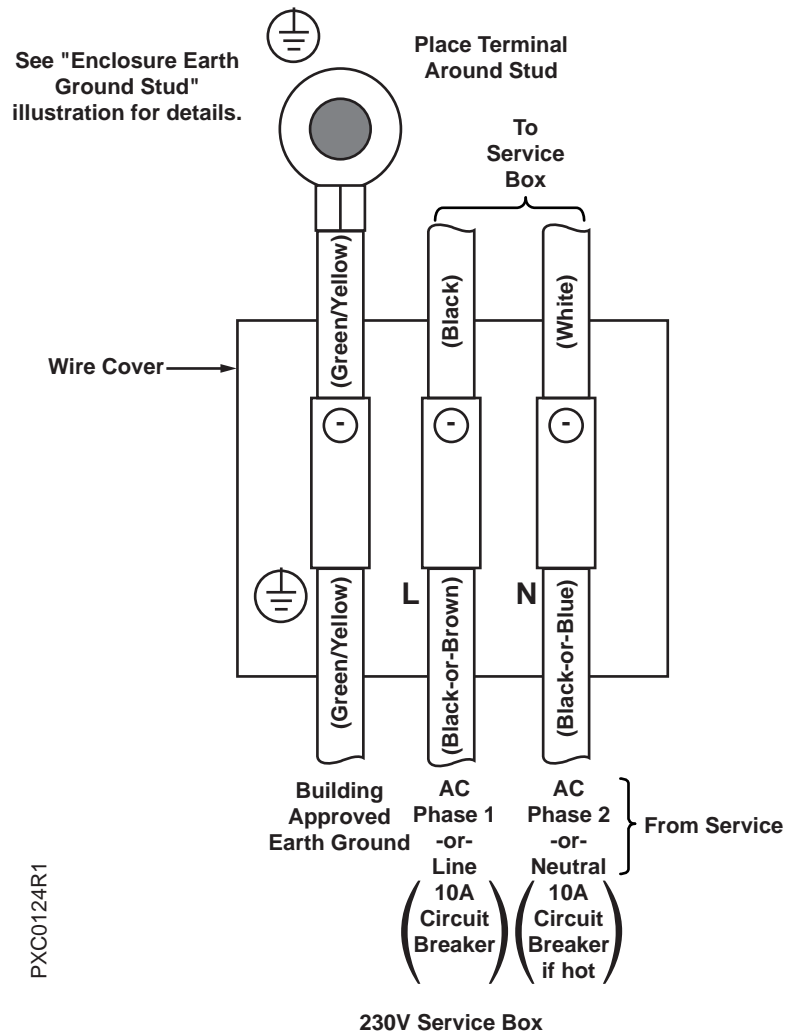 See "Enclosure Earth
Ground Stud"
illustration for details.
Place Terminal
Around Stud
To
Service
Box
(Green/Yellow)
(Black)
(White)
Wire Cover
-
-
-
L
N
(Green/Yellow)
(Black-or-Brown)
(Black-or-Blue)
Building
Approved
Earth Ground
AC
Phase 1
-or-
Line
(10A
Circuit
Breaker)
AC
Phase 2
-or-
Neutral
(10A
Circuit
Breaker
if hot)
From Service
PXC0124R1
230V Service Box